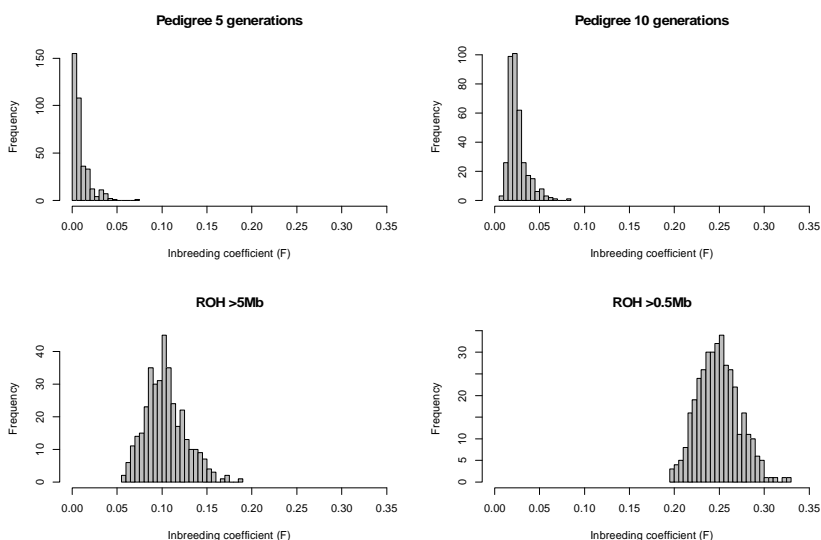 Pedigree 5 generations
Frequency
0
50
100
150
0.00 0.05 0.10 0.15 0.20 0.25 0.30 0.35
Inbreeding coefficient (F)
Pedigree 10 generations
Frequency
0
20
40
60
80
100
0.00 0.05 0.10 0.15 0.20 0.25 0.30 0.35
Inbreeding coefficient (F)
ROH >5Mb
Frequency
0
10
20
30
40
0.00 0.05 0.10 0.15 0.20 0.25 0.30 0.35
Inbreeding coefficient (F)
ROH >0.5Mb
Frequency
0
5
10
20
30
0.00 0.05 0.10 0.15 0.20 0.25 0.30 0.35
Inbreeding coefficient (F)